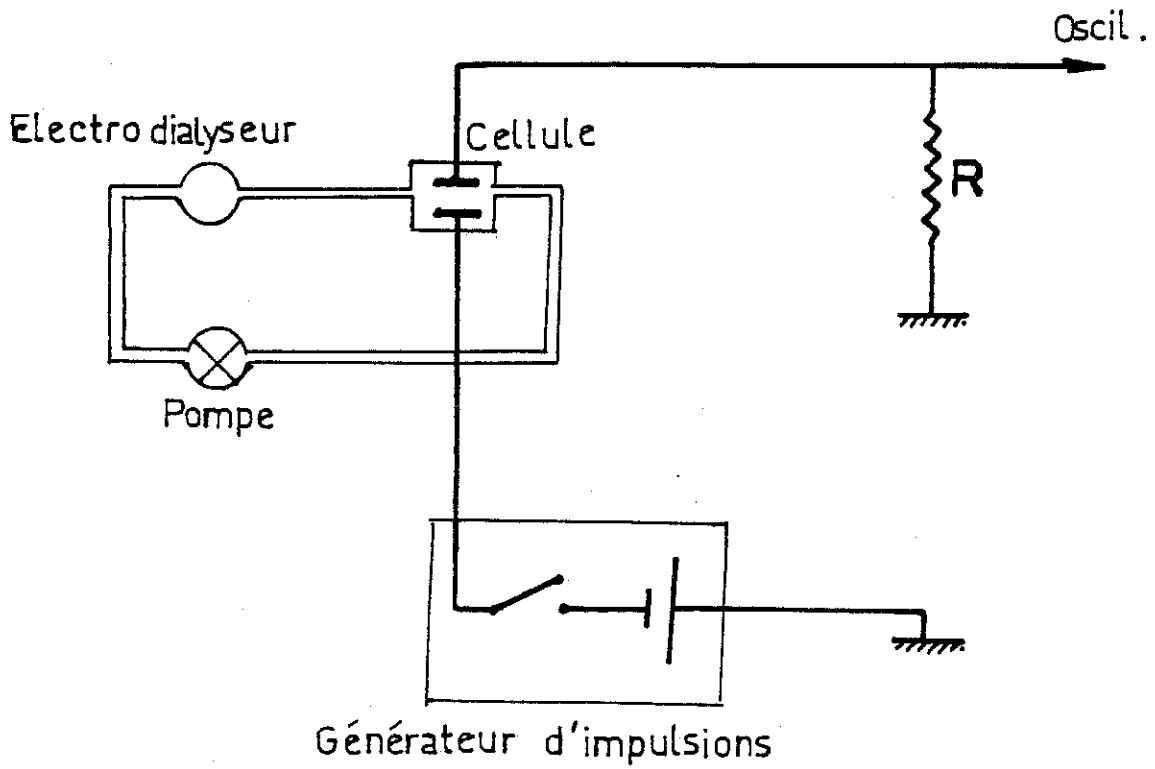 Oscil.
Electro dialyseur
Cellule
R
Pompe
Générateur d'impulsions